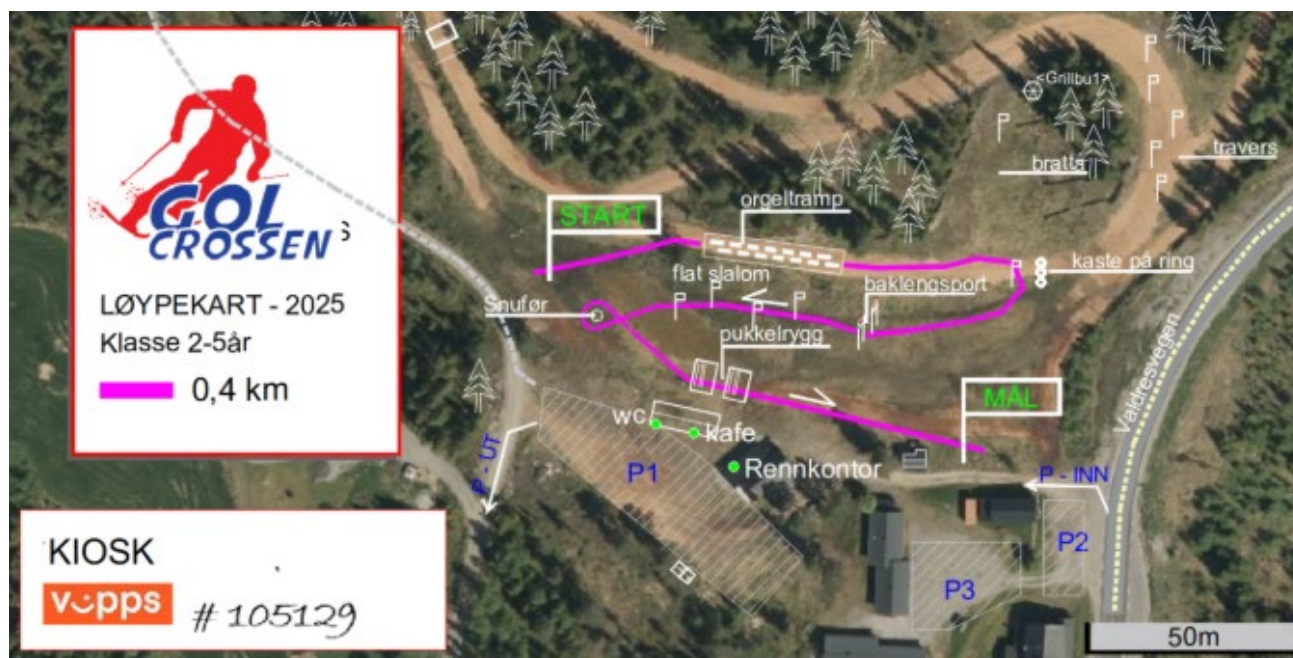 GOL
CROSSEN
S
LØYPEKART - 2025
Klasse 2-5år
0,4 km
KIOSK
vipps
# 105129
<Grillbu1>
travers
bratta
orgeltramp
START
kaste på ring
flat slalom
baklengsport
Snufør
pukkelrygg
MÅL
Valdresvegen
wc
kafe
P - UT
P1
Rennkontor
P - INN
P2
P3
50m